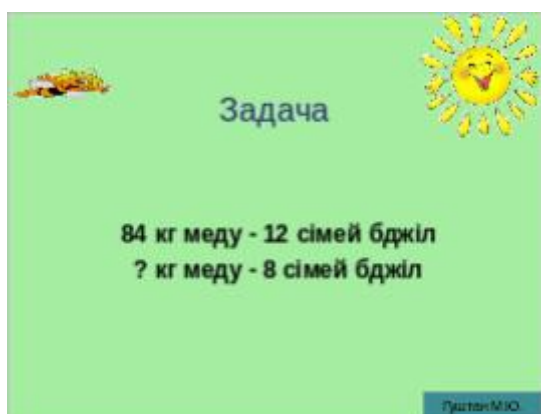 Задача
84 кг меду - 12 сімей бджіл
? кг меду - 8 сімей бджіл
М.Ю.